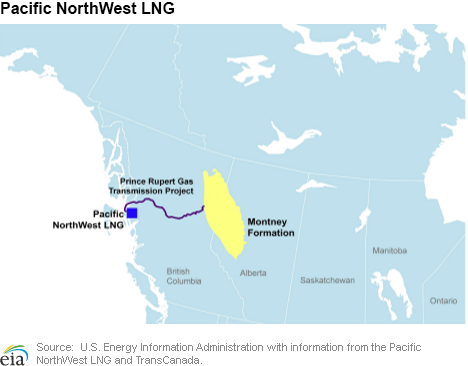 Pacific NorthWest LNG
Prince Rupert Gas
Transmission Project
Pacific
NorthWest LNG
Montney
Formation
British
Columbia
Alberta
Saskatchewan
Manitoba
Ontario
eia
Source: U.S. Energy Information Administration with information from the Pacific
NorthWest LNG and TransCanada.